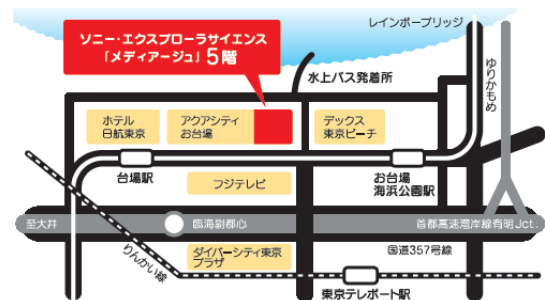 レインボーブリッジ
ソニー・エクスプローラサイエンス
「メディアージュ」5階
水上バス発着所
ゆりかもめ
ホテル
日航東京
アクアシティ
お台場
デックス
東京ビーチ
台場駅
お台場
海浜公園駅
フジテレビ
至大井
臨海副都心
首都高速湾岸線有明Jct.
りんかい線
ダイバーシティ東京
プラザ
国道357号線
東京テレポート駅